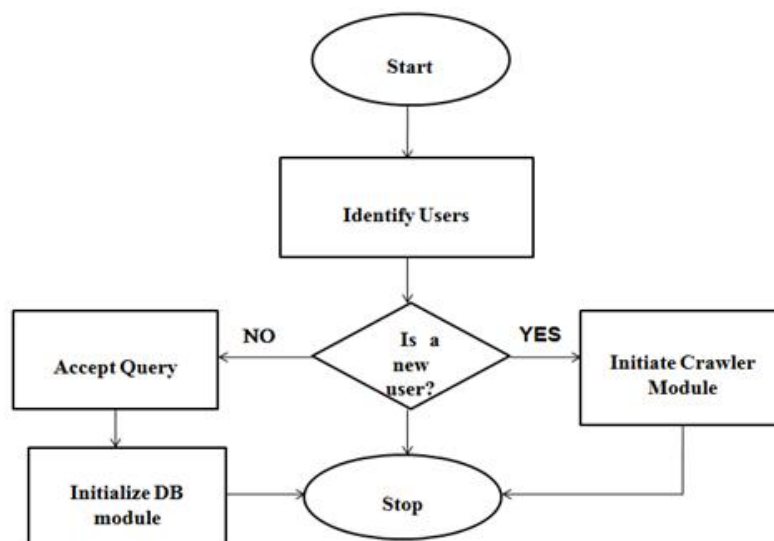 Start
Identify Users
NO
Is a
new
user?
YES
Accept Query
Initiate Crawler
Module
Initialize DB
module
Stop